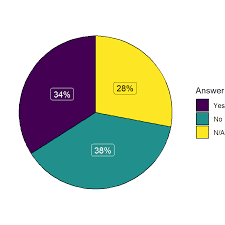 28%
34%
38%
Answer
Yes
No
N/A